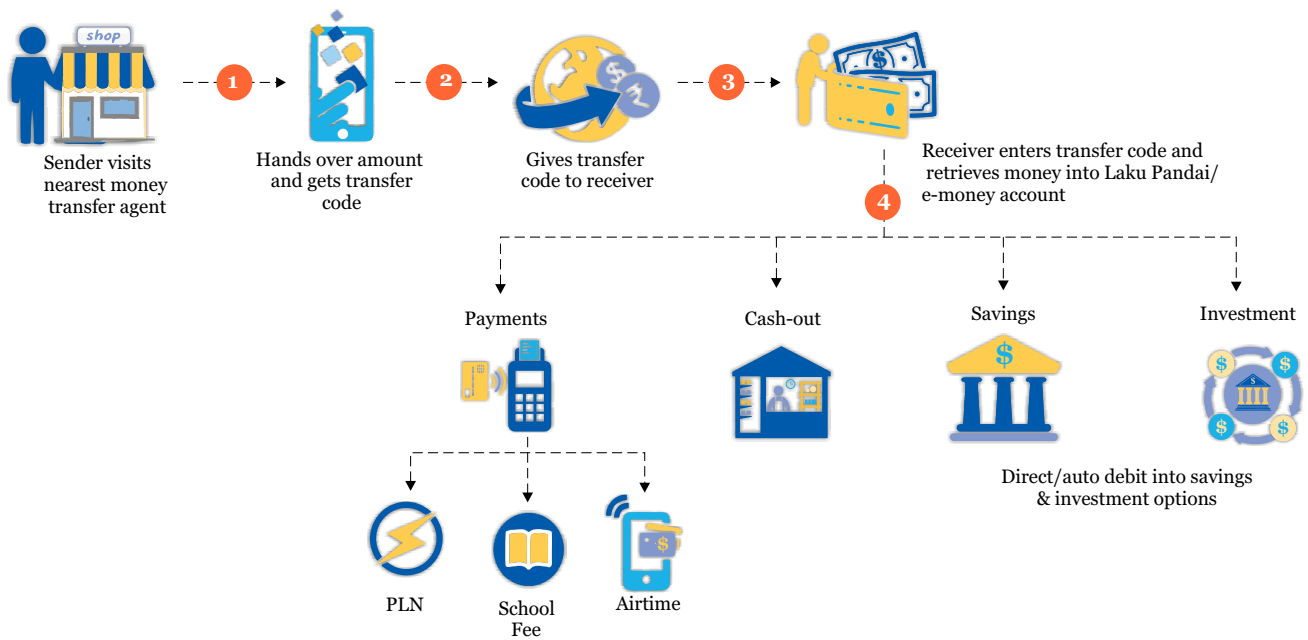 shop
1
2
3
Sender visits
nearest money
transfer agent
Hands over amount
and gets transfer
code
Gives transfer
code to receiver
Receiver enters transfer code and
retrieves money into Laku Pandai/
e-money account
4
Payments
Cash-out
Savings
Investment
Direct/auto debit into savings
& investment options
PLN
School
Fee
Airtime